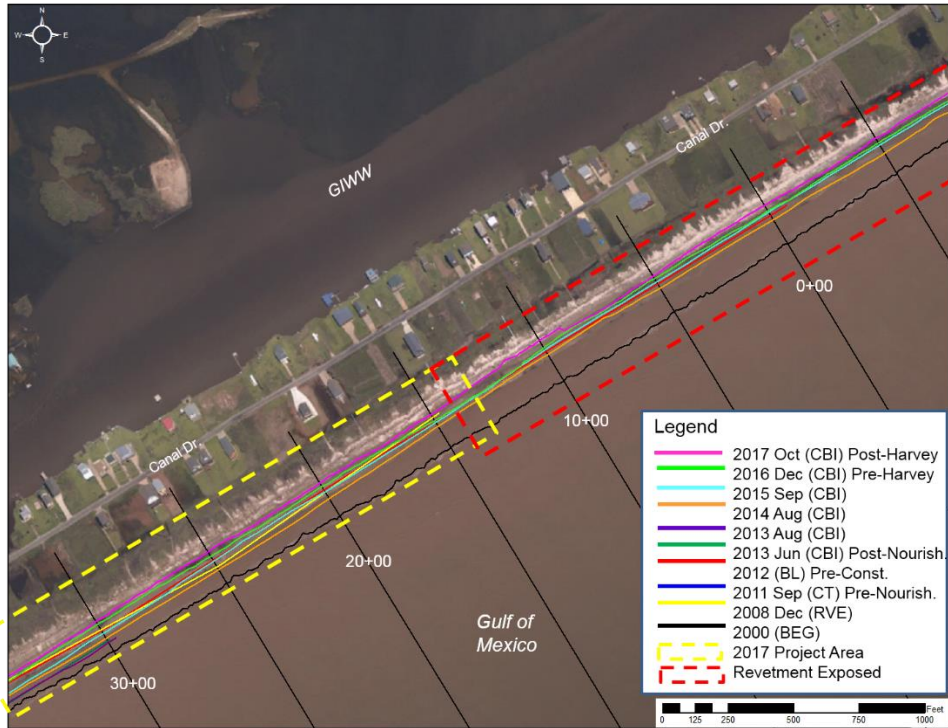 N
W E
S
GIWW
Canal Dr.
Canal Dr.
0+00
10+00
20+00
30+00
Gulf of
Mexico
Legend
2017 Oct (CBI) Post-Harvey
2016 Dec (CBI) Pre-Harvey
2015 Sep (CBI)
2014 Aug (CBI)
2013 Aug (CBI)
2013 Jun (CBI) Post-Nourish.
2012 (BL) Pre-Const.
2011 Sep (CT) Pre-Nourish.
2008 Dec (RVE)
2000 (BEG)
2017 Project Area
Revetment Exposed
Feet
0 125 250 500 750 1000